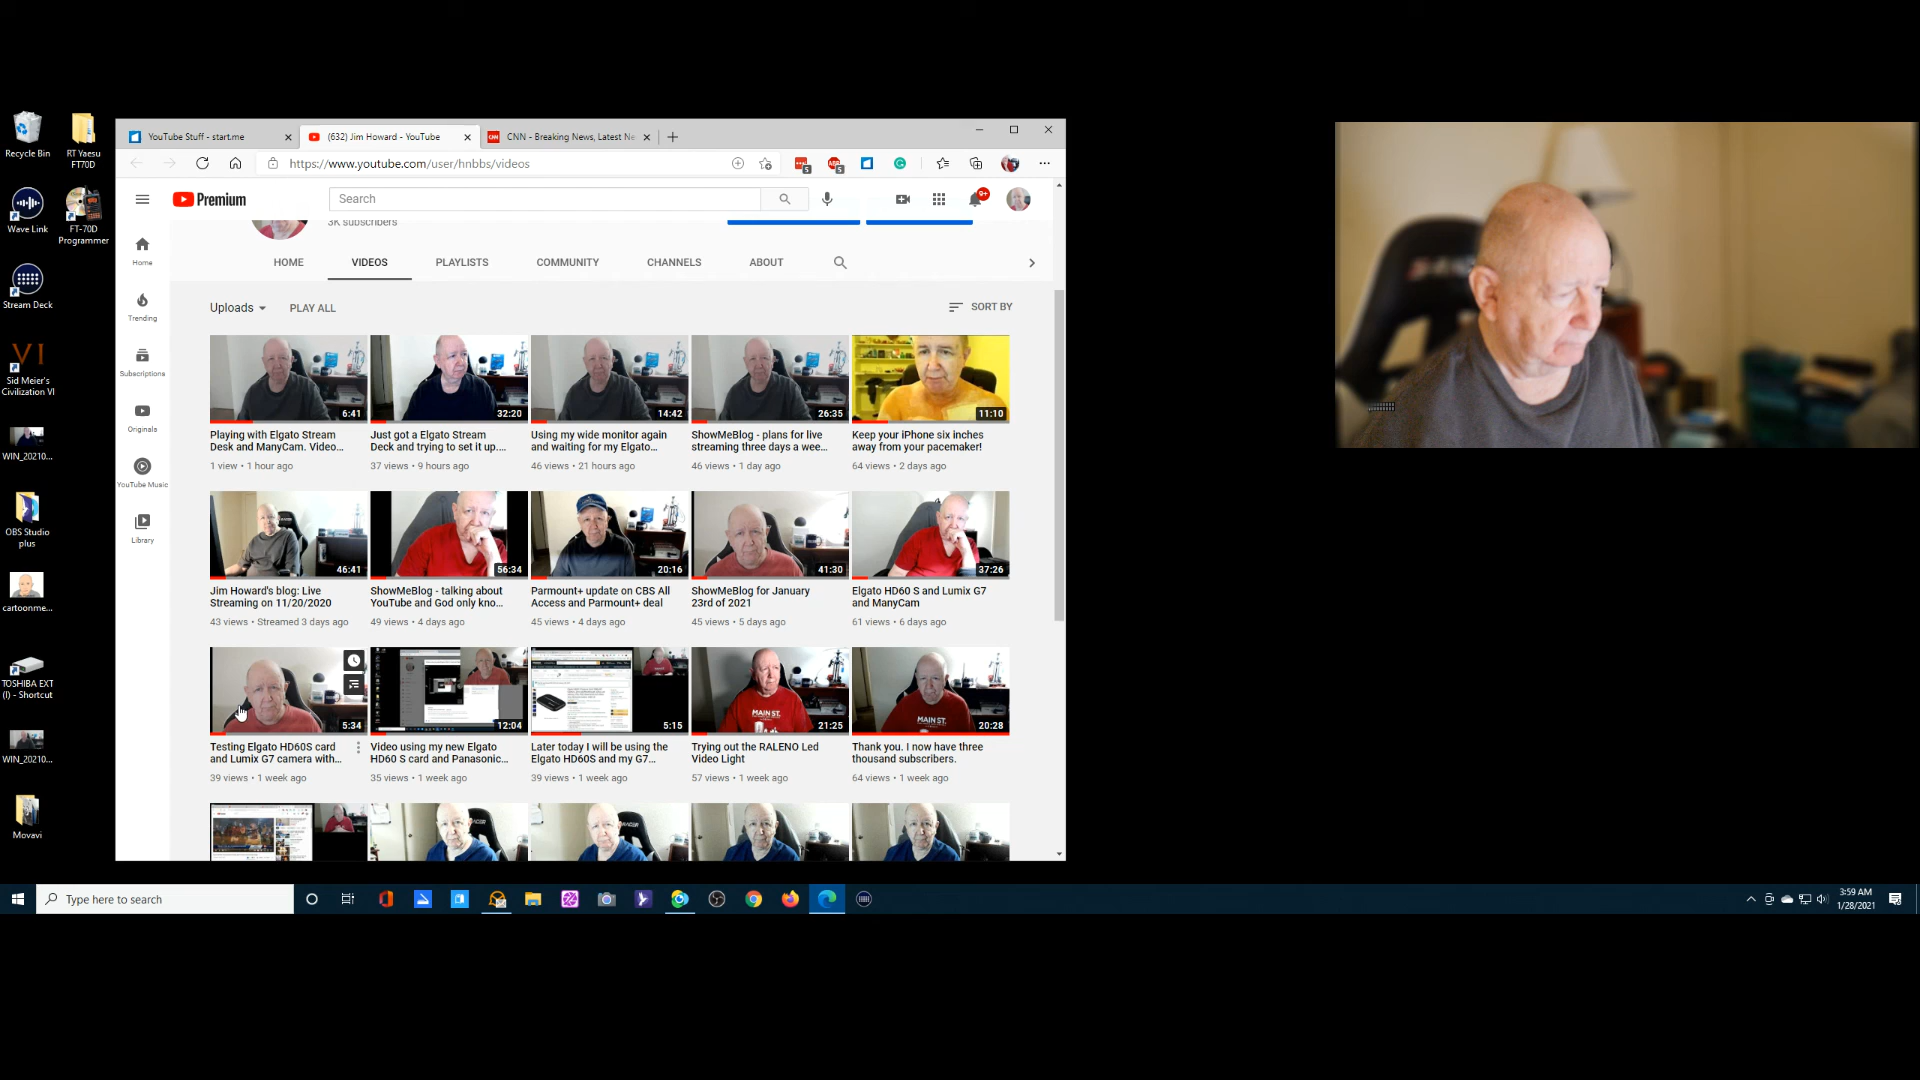 YouTube Stuff - start.me
(632) Jim Howard - YouTube
CNN - Breaking News, Latest Ne
https://www.youtube.com/user/hnbbs/videos
5
5
Premium
Search
9+
3K subscribers
HOME
VIDEOS
PLAYLISTS
COMMUNITY
CHANNELS
ABOUT
Home
Trending
Subscriptions
Originals
YouTube Music
Library
Uploads
PLAY ALL
SORT BY
6:41
32:20
14:42
26:35
11:10
Playing with Elgato Stream
Desk and ManyCam. Video...
1 view • 1 hour ago
Just got a Elgato Stream
Deck and trying to set it up....
37 views • 9 hours ago
Using my wide monitor again
and waiting for my Elgato...
46 views • 21 hours ago
ShowMeBlog - plans for live
streaming three days a wee...
46 views • 1 day ago
Keep your iPhone six inches
away from your pacemaker!
64 views • 2 days ago
46:41
56:34
20:16
41:30
37:26
Jim Howard's blog: Live
Streaming on 11/20/2020
43 views • Streamed 3 days ago
ShowMeBlog - talking about
YouTube and God only kno...
49 views • 4 days ago
Parmount+ update on CBS All
Access and Parmount+ deal
45 views • 4 days ago
ShowMeBlog for January
23rd of 2021
45 views • 5 days ago
Elgato HD60 S and Lumix G7
and ManyCam
61 views • 6 days ago
5:34
12:04
5:15
MAIN ST.
21:25
MAIN ST.
20:28
Testing Elgato HD60S card
and Lumix G7 camera with...
39 views • 1 week ago
Video using my new Elgato
HD60 S card and Panasonic...
35 views • 1 week ago
Later today I will be using the
Elgato HD60S and my G7...
39 views • 1 week ago
Trying out the RALENO Led
Video Light
57 views • 1 week ago
Thank you. I now have three
thousand subscribers.
64 views • 1 week ago
Recycle Bin
RT Yaesu
FT70D
Wave Link
FT-70D
Programmer
Stream Deck
VI
Sid Meier's
Civilization VI
WIN_20210...
OBS Studio
plus
cartoonme...
TOSHIBA EXT
(I) - Shortcut
WIN_20210...
Movavi
Type here to search
3:59 AM
1/28/2021